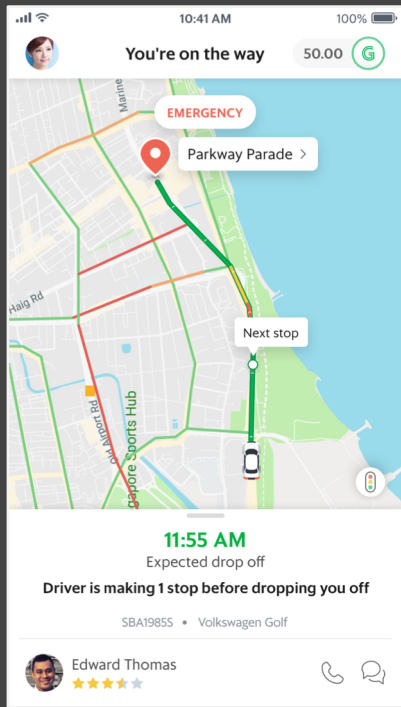 10:41 AM
100%
You're on the way
50.00
G
Marine
EMERGENCY
Parkway Parade >
Haig Rd
Next stop
Old Airport Rd
gapore Sports Hub
11:55 AM
Expected drop off
Driver is making 1 stop before dropping you off
SBA1985S • Volkswagen Golf
Edward Thomas